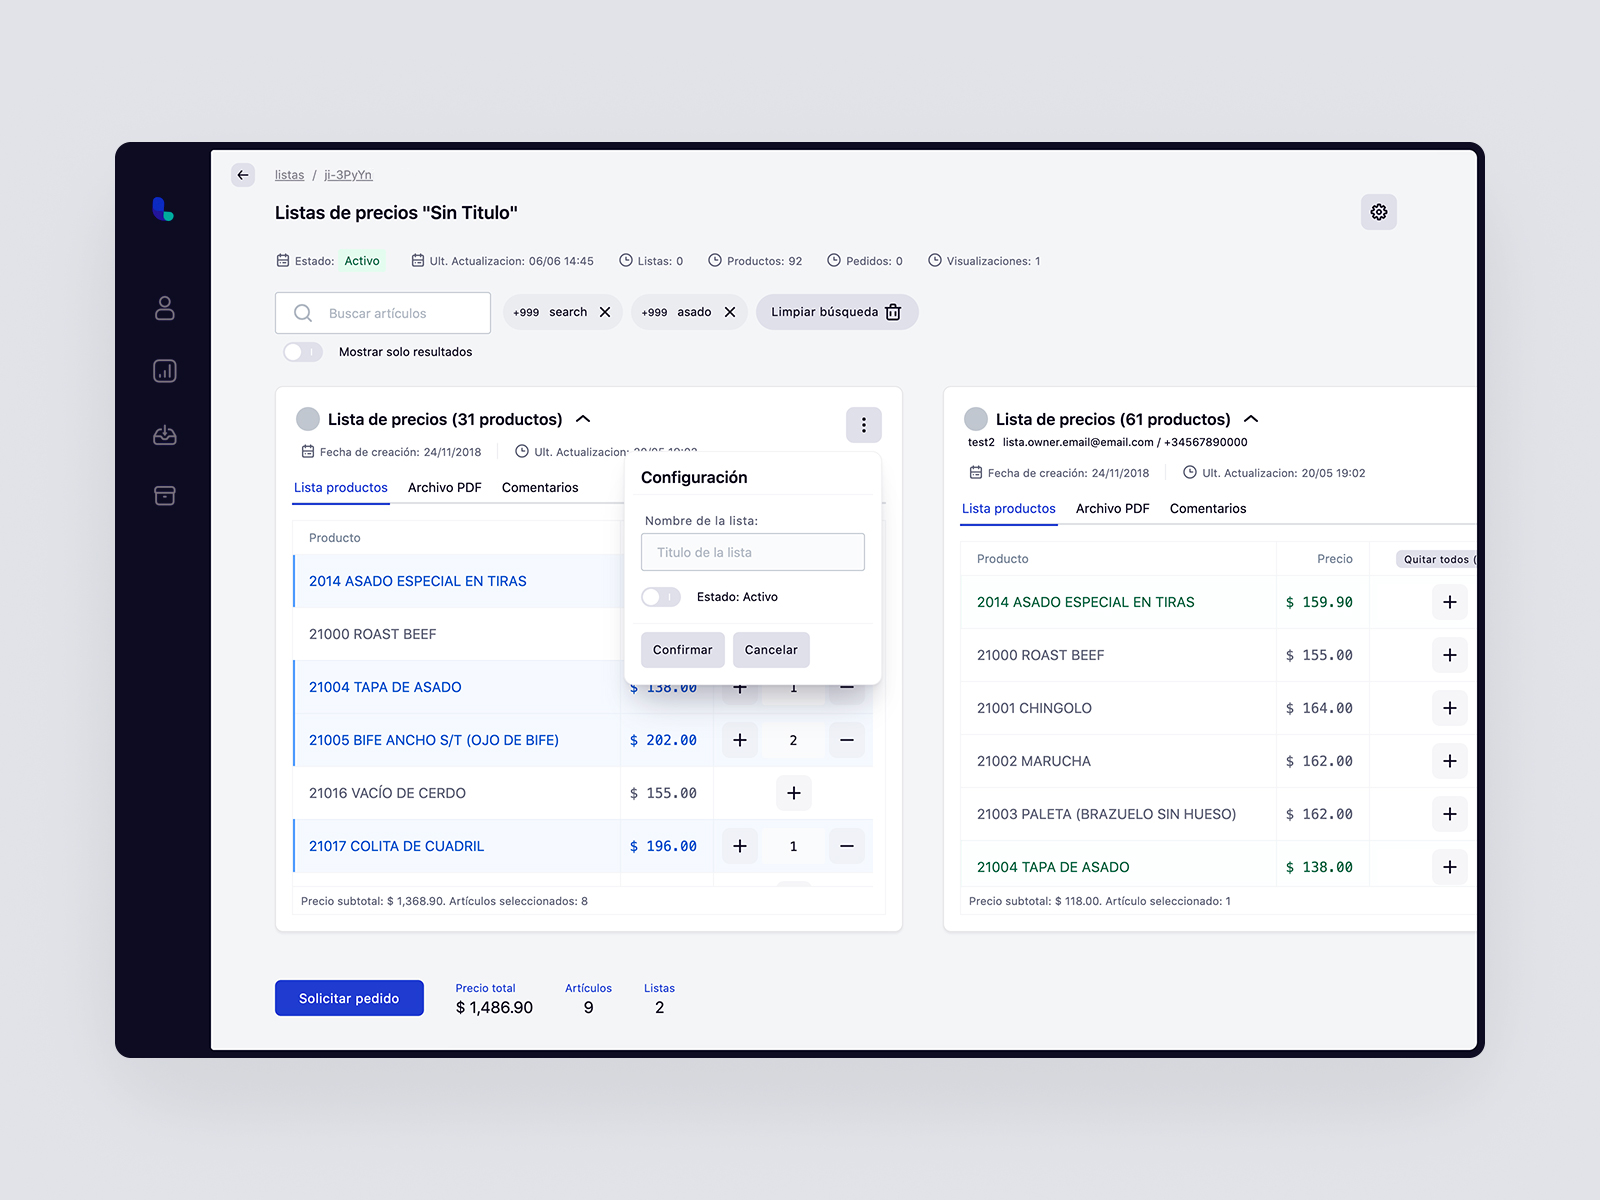 listas / ji-3PyYn
Listas de precios "Sin Titulo"
Estado: Activo Ult. Actualizacion: 06/06 14:45 Listas: 0 Productos: 92 Pedidos: 0 Visualizaciones: 1
Buscar artículos +999 search +999 asado Limpiar búsqueda
Mostrar solo resultados
Lista de precios (31 productos)
Fecha de creación: 24/11/2018 Ult. Actualizacion: 20/05 19:02
Lista productos Archivo PDF Comentarios
Producto
2014 ASADO ESPECIAL EN TIRAS
21000 ROAST BEEF
21004 TAPA DE ASADO $ 138.00 + 1 −
21005 BIFE ANCHO S/T (OJO DE BIFE) $ 202.00 + 2 −
21016 VACÍO DE CERDO $ 155.00 +
21017 COLITA DE CUADRIL $ 196.00 + 1 −
Precio subtotal: $ 1,368.90. Artículos seleccionados: 8
Configuración
Nombre de la lista:
Titulo de la lista
Estado: Activo
Confirmar Cancelar
Lista de precios (61 productos)
test2 lista.owner.email@email.com / +34567890000
Fecha de creación: 24/11/2018 Ult. Actualizacion: 20/05 19:02
Lista productos Archivo PDF Comentarios
Producto Precio Quitar todos (
2014 ASADO ESPECIAL EN TIRAS $ 159.90 +
21000 ROAST BEEF $ 155.00 +
21001 CHINGOLO $ 164.00 +
21002 MARUCHA $ 162.00 +
21003 PALETA (BRAZUELO SIN HUESO) $ 162.00 +
21004 TAPA DE ASADO $ 138.00 +
Precio subtotal: $ 118.00. Artículo seleccionado: 1
Solicitar pedido
Precio total Artículos Listas
$ 1,486.90 9 2